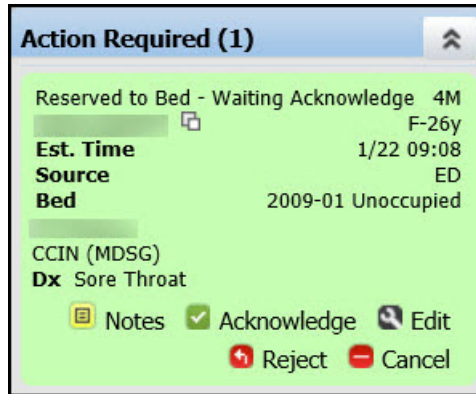 Action Required (1)
Reserved to Bed - Waiting Acknowledge 4M
F-26y
Est. Time 1/22 09:08
Source ED
Bed 2009-01 Unoccupied
CCIN (MDSG)
Dx Sore Throat
Notes Acknowledge Edit
Reject Cancel